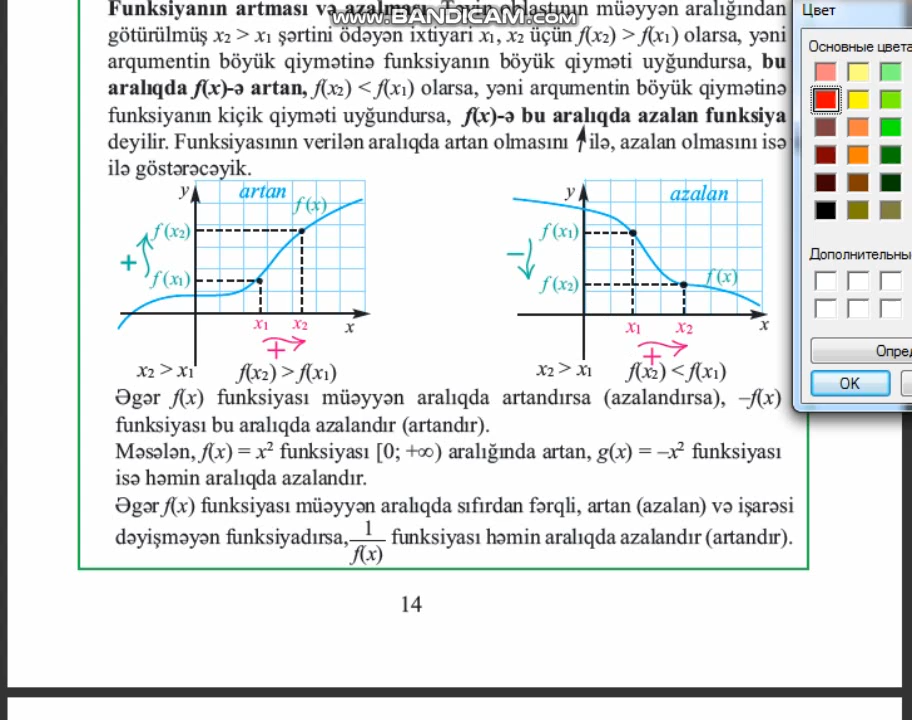 Funksiyanın artması və azalması. Təyin oblastının müəyyən aralığından
WWW.BANDICAM.COM
götürülmüş x₂ > x₁ şərtini ödəyən ixtiyari x₁, x₂ üçün f(x₂) > f(x₁) olarsa, yəni
arqumentin böyük qiymətinə funksiyanın böyük qiyməti uyğundursa, bu
aralıqda f(x)-ə artan, f(x₂) < f(x₁) olarsa, yəni arqumentin böyük qiymətinə
funksiyanın kiçik qiyməti uyğundursa, f(x)-ə bu aralıqda azalan funksiya
deyilir. Funksiyasının verilən aralıqda artan olmasını ↑ ilə, azalan olmasını isə
ilə göstərəcəyik.
y artan
f(x)
f(x₂)
+
f(x₁)
x₁ x₂ x
+
x₂ > x₁ f(x₂) > f(x₁)
y azalan
f(x₁)
−
f(x₂) f(x)
x₁ x₂ x
+
x₂ > x₁ f(x₂) < f(x₁)
Əgər f(x) funksiyası müəyyən aralıqda artandırsa (azalandırsa), –f(x)
funksiyası bu aralıqda azalandır (artandır).
Məsələn, f(x) = x² funksiyası [0; +∞) aralığında artan, g(x) = –x² funksiyası
isə həmin aralıqda azalandır.
Əgər f(x) funksiyası müəyyən aralıqda sıfırdan fərqli, artan (azalan) və işarəsi
dəyişməyən funksiyadırsa, 1/f(x) funksiyası həmin aralıqda azalandır (artandır).
14
Цвет
Основные цвета
Дополнительны
Опред
OK